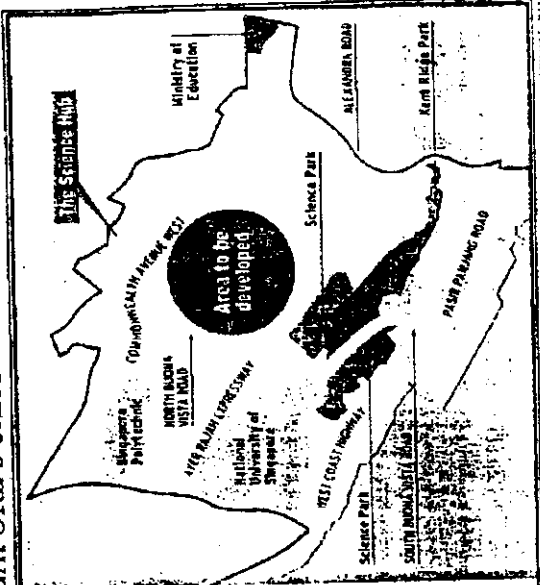 The Science Hub
Ministry of
Education
COMMONWEALTH AVENUE WEST
ALEXANDRA ROAD
Singapore
Polytechnic
NORTH BUONA
VISTA ROAD
Area to be
developed
Science Park
Kent Ridge Park
AYER RAJAH EXPRESSWAY
National
University of
Singapore
PASIR PANJANG ROAD
WEST COAST HIGHWAY
Science Park
SOUTH BUONA VISTA ROAD